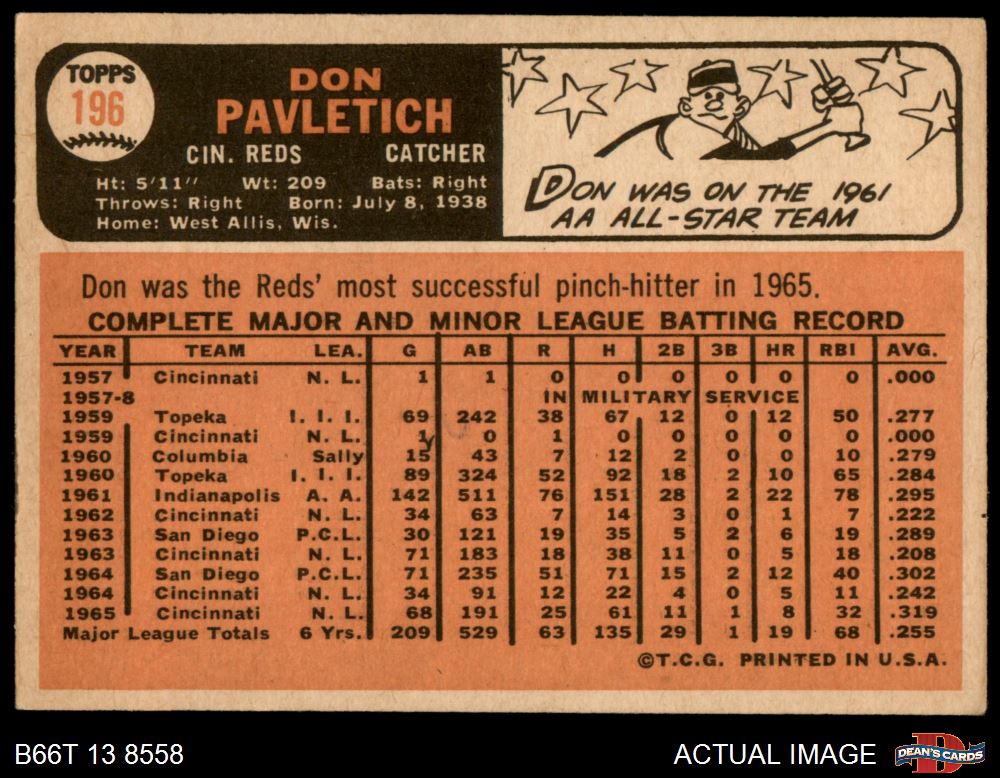 TOPPS
196
DON
PAVLETICH
CIN. REDS CATCHER
Ht: 5'11" Wt: 209 Bats: Right
Throws: Right Born: July 8, 1938
Home: West Allis, Wis.
DON WAS ON THE 1961
AA ALL-STAR TEAM
Don was the Reds' most successful pinch-hitter in 1965.
COMPLETE MAJOR AND MINOR LEAGUE BATTING RECORD
YEAR TEAM LEA. G AB R H 2B 3B HR RBI AVG.
1957 Cincinnati N. L. 1 1 0 0 0 0 0 0 .000
1957-8 IN MILITARY SERVICE
1959 Topeka I. I. I. 69 242 38 67 12 0 12 50 .277
1959 Cincinnati N. L. 1 0 1 0 0 0 0 0 .000
1960 Columbia Sally 15 43 7 12 2 0 0 10 .279
1960 Topeka I. I. I. 89 324 52 92 18 2 10 65 .284
1961 Indianapolis A. A. 142 511 76 151 28 2 22 78 .295
1962 Cincinnati N. L. 34 63 7 14 3 0 1 7 .222
1963 San Diego P.C.L. 30 121 19 35 5 2 6 19 .289
1963 Cincinnati N. L. 71 183 18 38 11 0 5 18 .208
1964 San Diego P.C.L. 71 235 51 71 15 2 12 40 .302
1964 Cincinnati N. L. 34 91 12 22 4 0 5 11 .242
1965 Cincinnati N. L. 68 191 25 61 11 1 8 32 .319
Major League Totals 6 Yrs. 209 529 63 135 29 1 19 68 .255
©T.C.G. PRINTED IN U.S.A.
B66T 13 8558 ACTUAL IMAGE DEAN'S CARDS